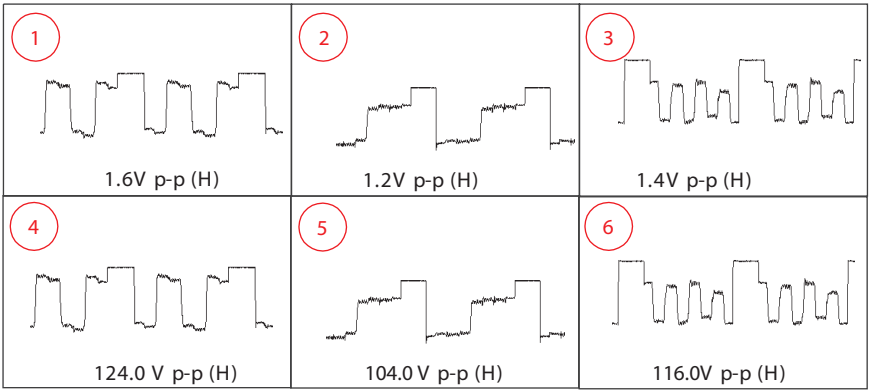 1
2
3
1.6V p-p (H)
1.2V p-p (H)
1.4V p-p (H)
4
5
6
124.0 V p-p (H)
104.0 V p-p (H)
116.0V p-p (H)